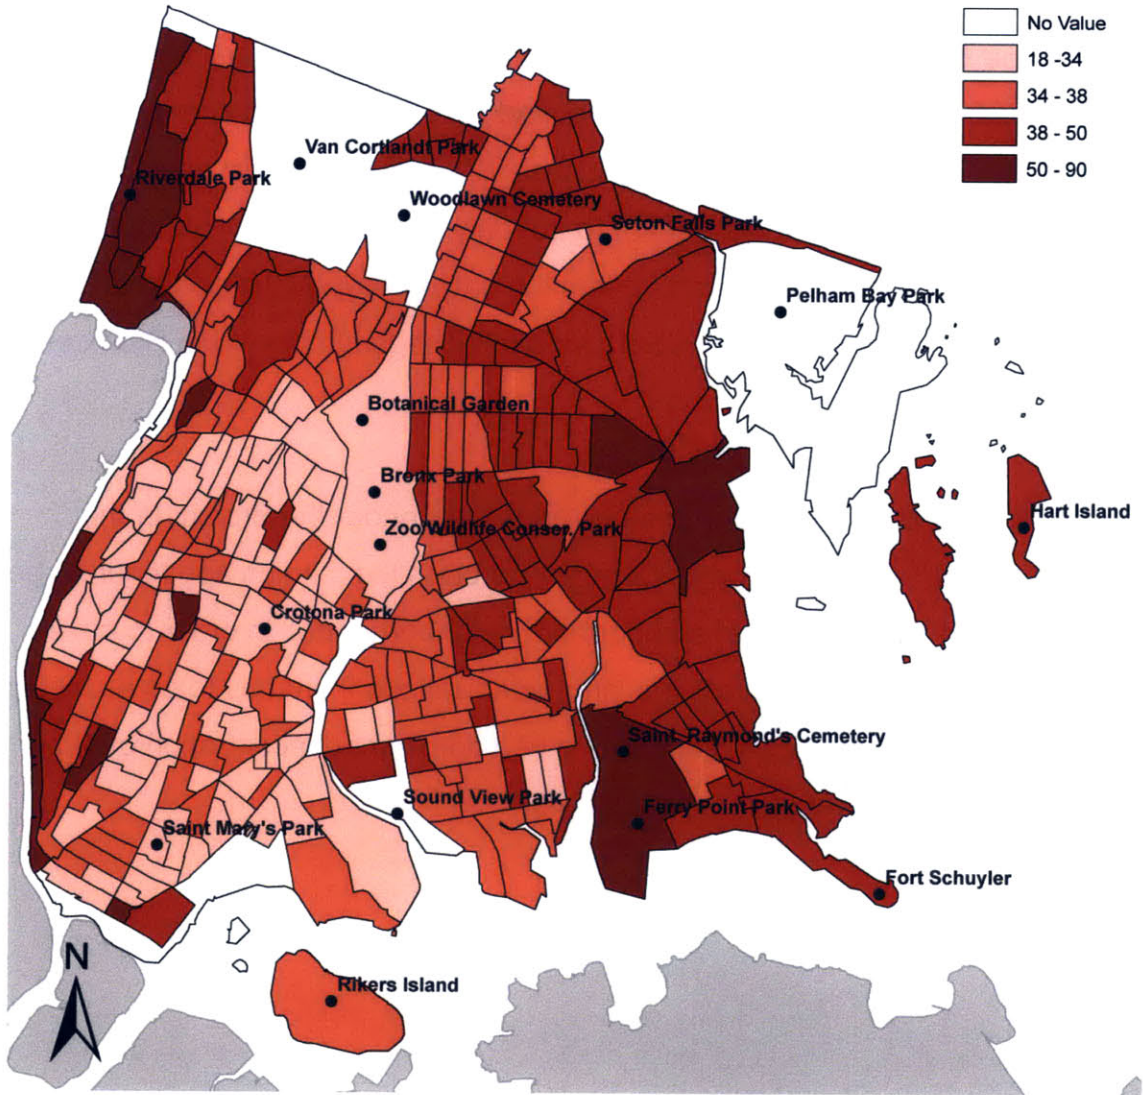 No Value
18 -34
34 - 38
38 - 50
50 - 90
Van Cortlandt Park
Riverdale Park
Woodlawn Cemetery
Seton Falls Park
Pelham Bay Park
Botanical Garden
Bronx Park
Hart Island
Zoo/Wildlife Conser. Park
Crotona Park
Saint Raymond's Cemetery
Sound View Park
Ferry Point Park
Saint Mary's Park
Fort Schuyler
N
Rikers Island